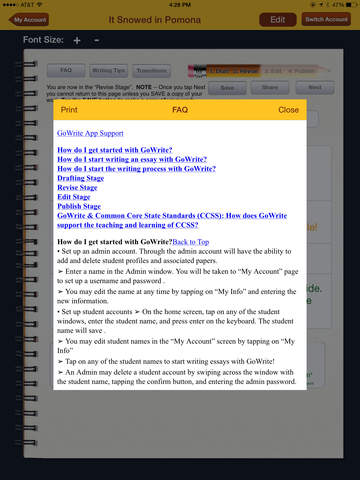 AT&T
4:28 PM
47%
My Account
It Snowed in Pomona
Edit
Switch Account
Font Size: + -
FAQ
Writing Tips
Transitions
You are now in the "Revise Stage". NOTE -- Once you tap Next
you cannot return to this page unless you SAVE a copy of your
Save
Share
Next
Print
FAQ
Close
GoWrite App Support
How do I get started with GoWrite?
How do I start writing an essay with GoWrite?
How do I start the writing process with GoWrite?
Drafting Stage
Revise Stage
Edit Stage
Publish Stage
GoWrite & Common Core State Standards (CCSS): How does GoWrite
support the teaching and learning of CCSS?
How do I get started with GoWrite?Back to Top
• Set up an admin account. Through the admin account will have the ability to
add and delete student profiles and associated papers.
➢ Enter a name in the Admin window. You will be taken to “My Account” page
to set up a username and password .
➢ You may edit the name at any time by tapping on “My Info” and entering the
new information.
• Set up student accounts ➢ On the home screen, tap on any of the student
windows, enter the student name, and press enter on the keyboard. The student
name will save .
➢ You may edit student names in the “My Account” screen by tapping on “My
Info”
➢ Tap on any of the student names to start writing essays with GoWrite!
➢ An Admin may delete a student account by swiping across the window with
the student name, tapping the confirm button, and entering the admin password.